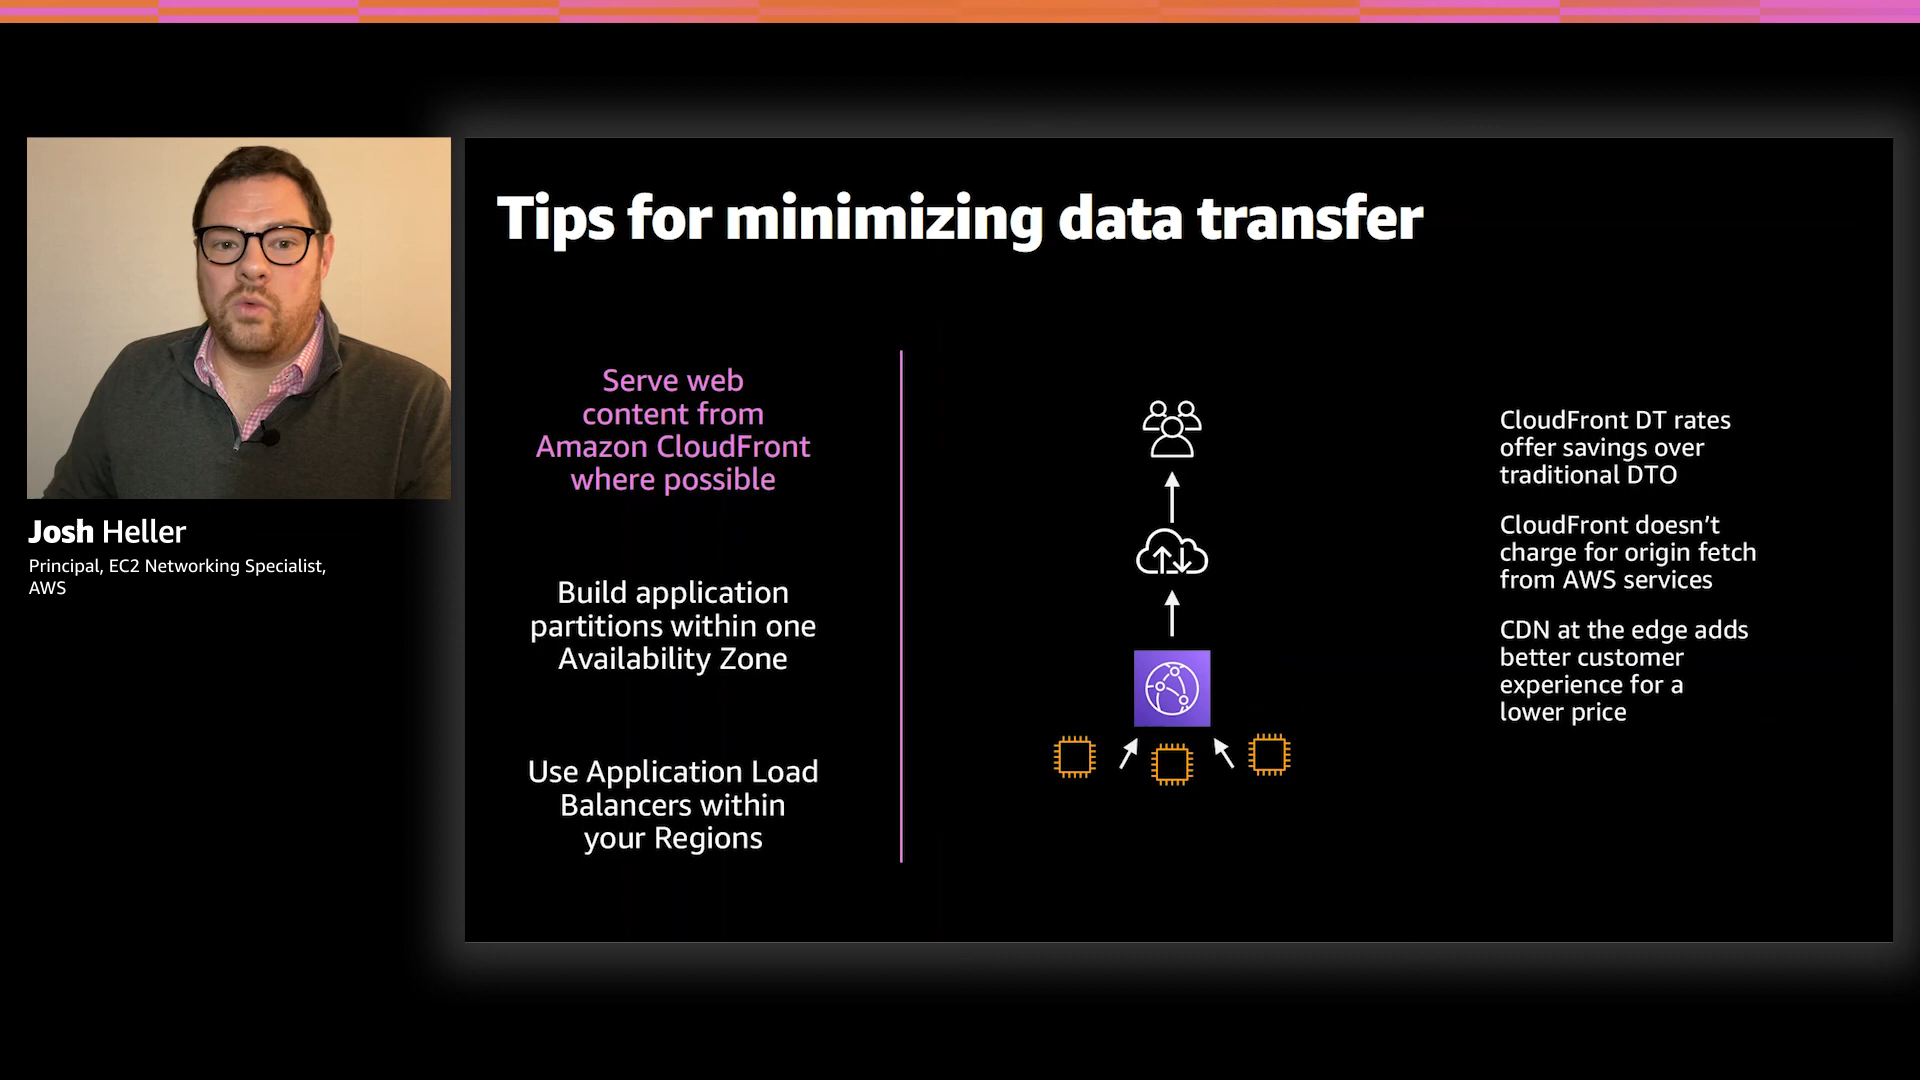 Tips for minimizing data transfer
Serve web
content from
Amazon CloudFront
where possible
Build application
partitions within one
Availability Zone
Use Application Load
Balancers within
your Regions
CloudFront DT rates
offer savings over
traditional DTO
CloudFront doesn’t
charge for origin fetch
from AWS services
CDN at the edge adds
better customer
experience for a
lower price
Josh Heller
Principal, EC2 Networking Specialist,
AWS